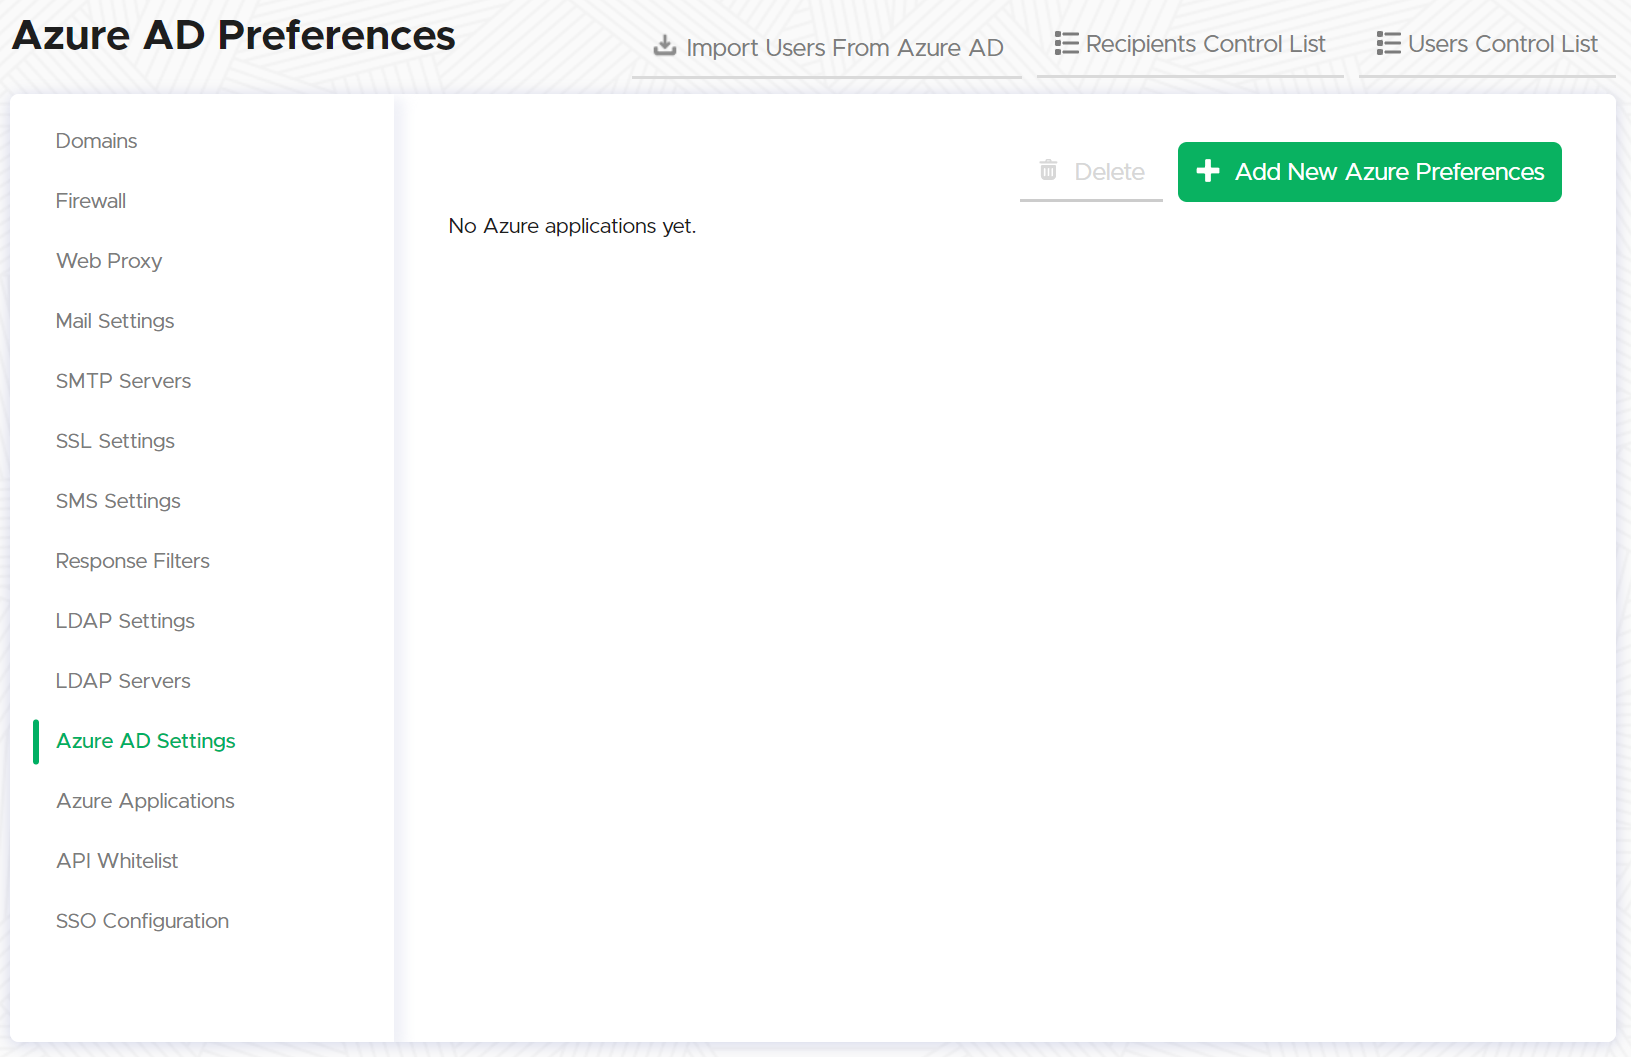 Azure AD Preferences
Import Users From Azure AD
Recipients Control List
Users Control List
Domains
Firewall
Web Proxy
Mail Settings
SMTP Servers
SSL Settings
SMS Settings
Response Filters
LDAP Settings
LDAP Servers
Azure AD Settings
Azure Applications
API Whitelist
SSO Configuration
Delete
Add New Azure Preferences
No Azure applications yet.